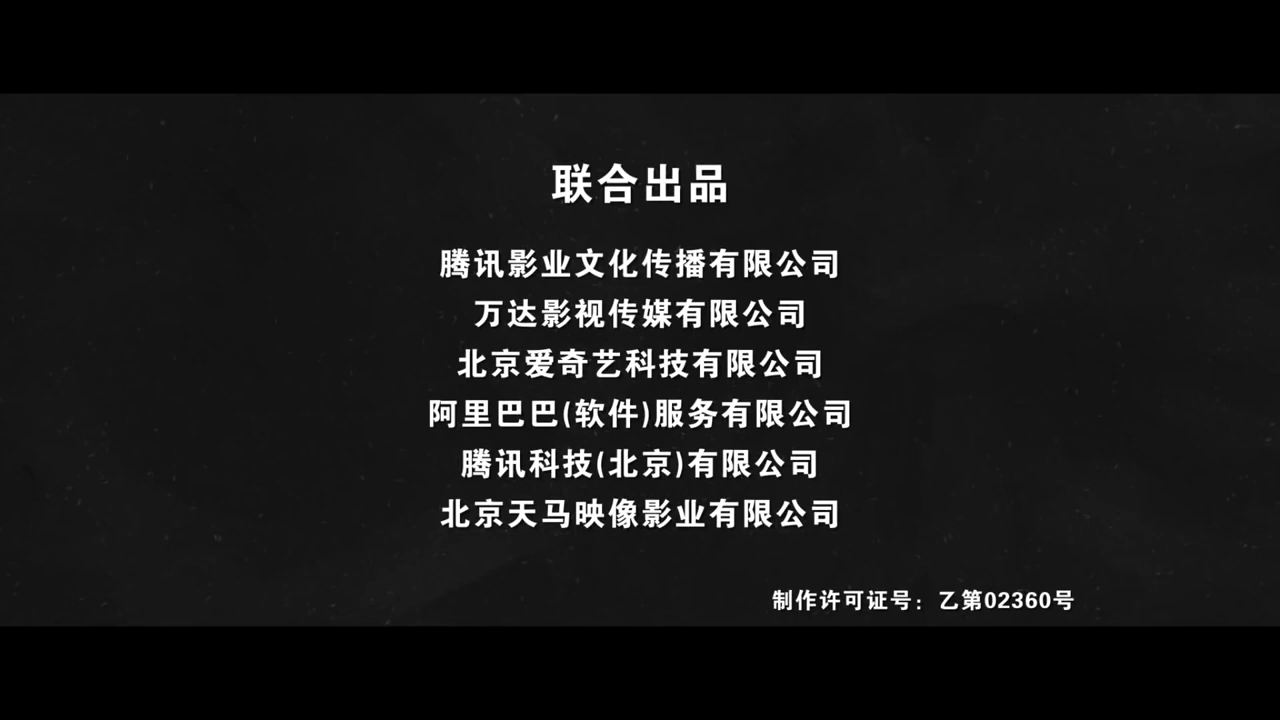 联合出品
腾讯影业文化传播有限公司
万达影视传媒有限公司
北京爱奇艺科技有限公司
阿里巴巴(软件)服务有限公司
腾讯科技(北京)有限公司
北京天马映像影业有限公司
制作许可证号：乙第02360号